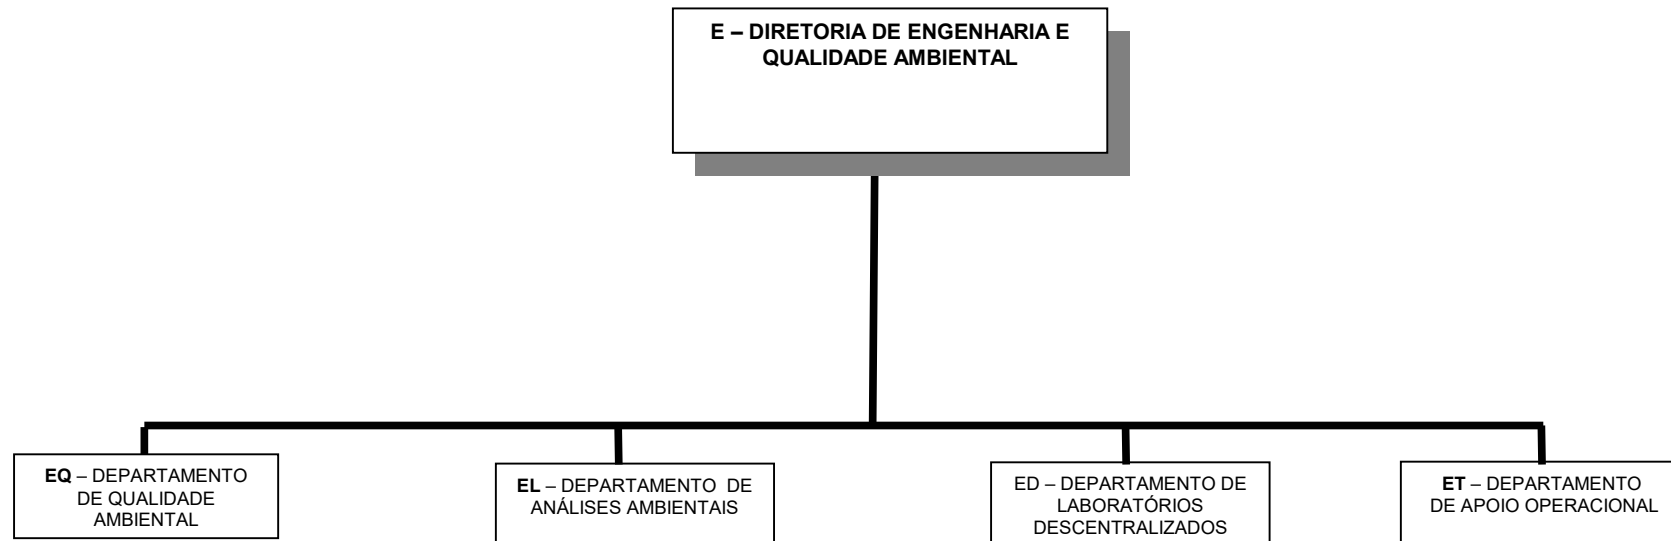 E – DIRETORIA DE ENGENHARIA E
QUALIDADE AMBIENTAL
EQ – DEPARTAMENTO
DE QUALIDADE
AMBIENTAL
EL – DEPARTAMENTO DE
ANÁLISES AMBIENTAIS
ED – DEPARTAMENTO DE
LABORATÓRIOS
DESCENTRALIZADOS
ET – DEPARTAMENTO
DE APOIO OPERACIONAL